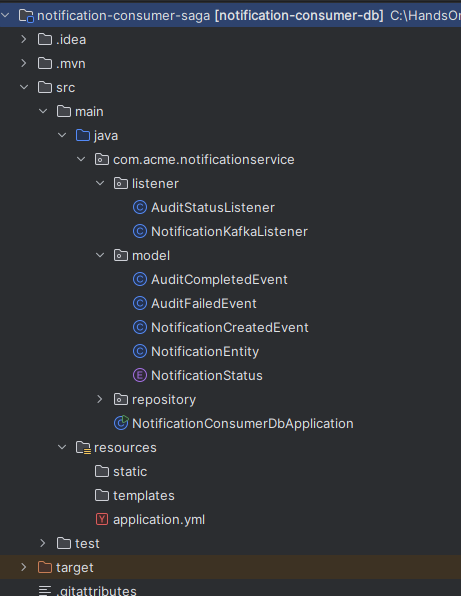 notification-consumer-saga [notification-consumer-db] C:\HandsOn
.idea
.mvn
src
main
java
com.acme.notificationservice
listener
C AuditStatusListener
C NotificationKafkaListener
model
C AuditCompletedEvent
C AuditFailedEvent
C NotificationCreatedEvent
C NotificationEntity
E NotificationStatus
repository
NotificationConsumerDbApplication
resources
static
templates
Y application.yml
test
target
.gitattributes